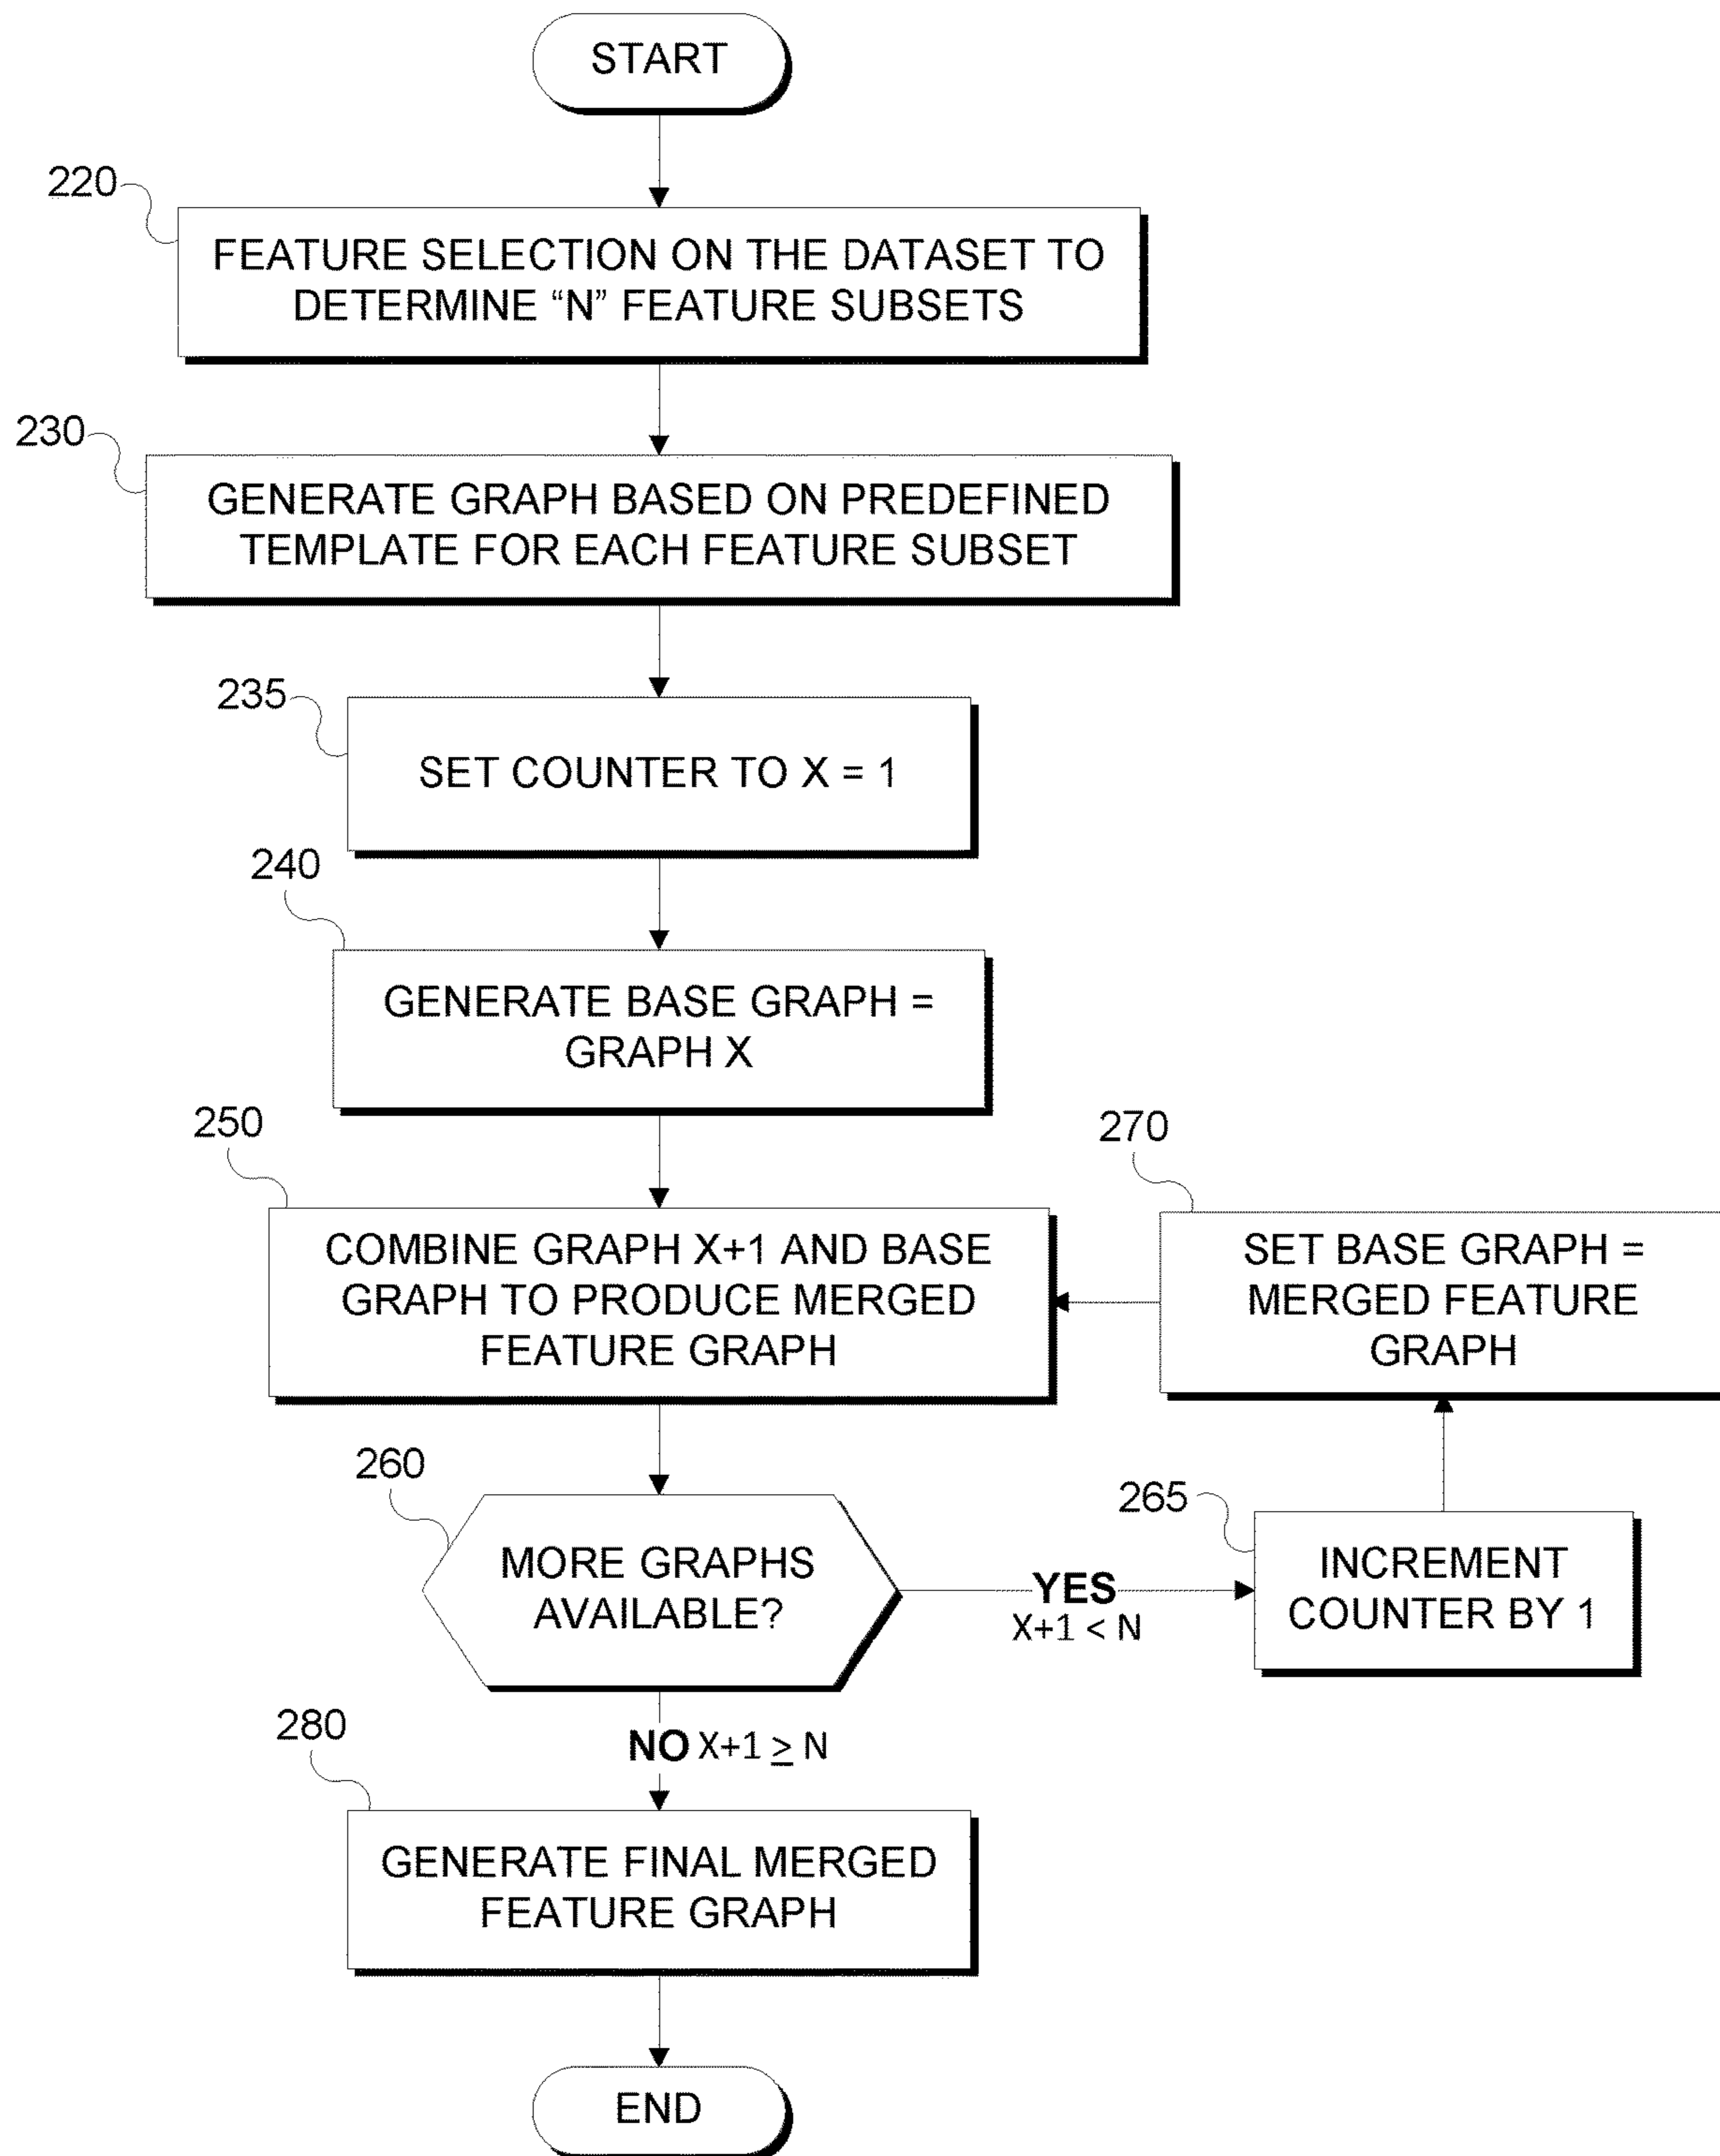 START
220
FEATURE SELECTION ON THE DATASET TO
DETERMINE “N” FEATURE SUBSETS
230
GENERATE GRAPH BASED ON PREDEFINED
TEMPLATE FOR EACH FEATURE SUBSET
235
SET COUNTER TO X = 1
240
GENERATE BASE GRAPH =
GRAPH X
250
COMBINE GRAPH X+1 AND BASE
GRAPH TO PRODUCE MERGED
FEATURE GRAPH
270
SET BASE GRAPH =
MERGED FEATURE
GRAPH
260
MORE GRAPHS
AVAILABLE?
YES
X+1 < N
265
INCREMENT
COUNTER BY 1
NO X+1 ≥ N
280
GENERATE FINAL MERGED
FEATURE GRAPH
END